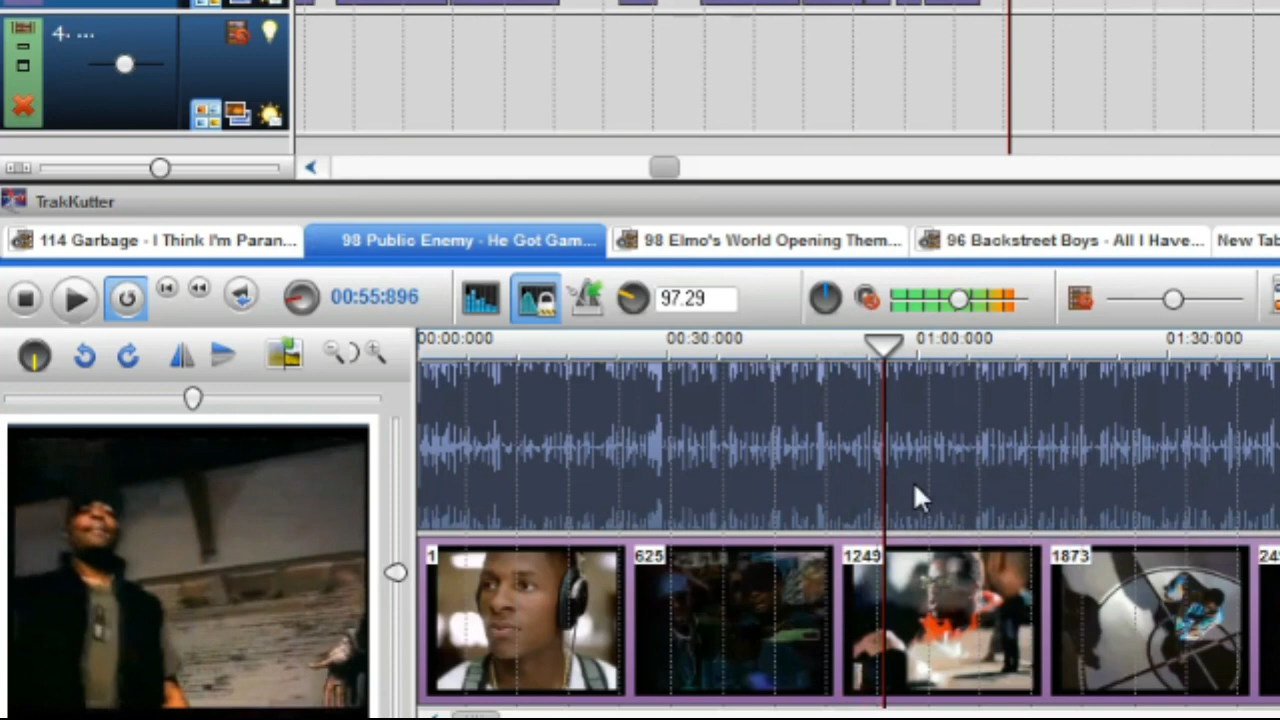 4. ...
TrakKutter
114 Garbage - I Think I'm Paran...
98 Public Enemy - He Got Gam...
98 Elmo's World Opening Them...
96 Backstreet Boys - All I Have...
New Tab
00:55:896
97.29
00:00:000
00:30:000
01:00:000
01:30:000
1
625
1249
1873